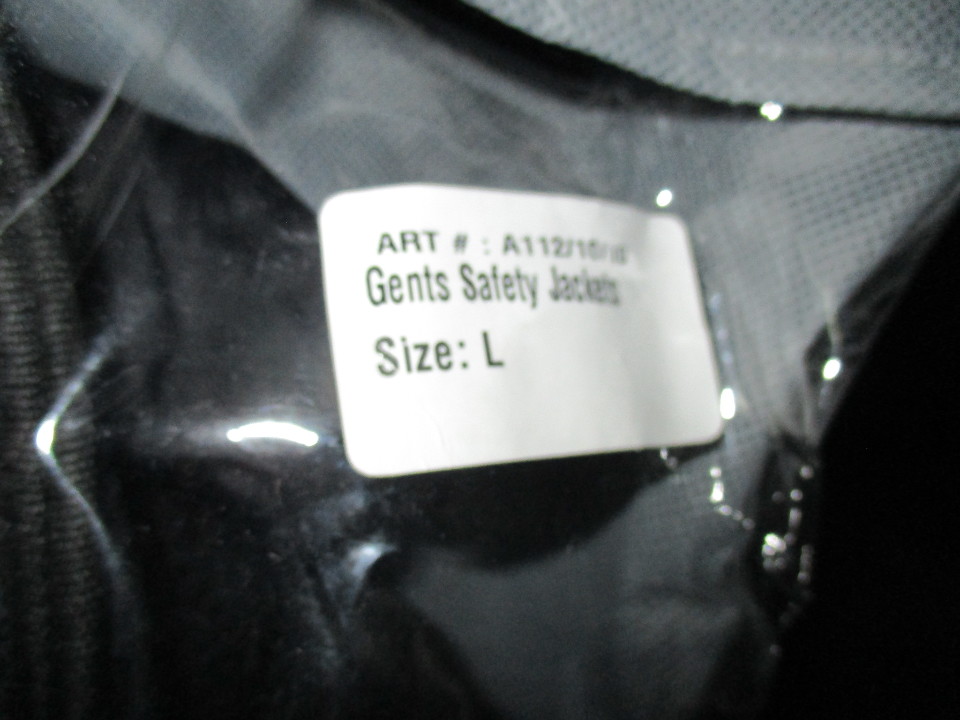 ART # :
Gents Safety Jackets
Size: L